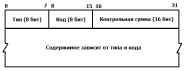 0 7 8 15 16 31
Тип (8 бит) Код (8 бит) Контрольная сумма (16 бит)
Содержание зависит от типа и кода